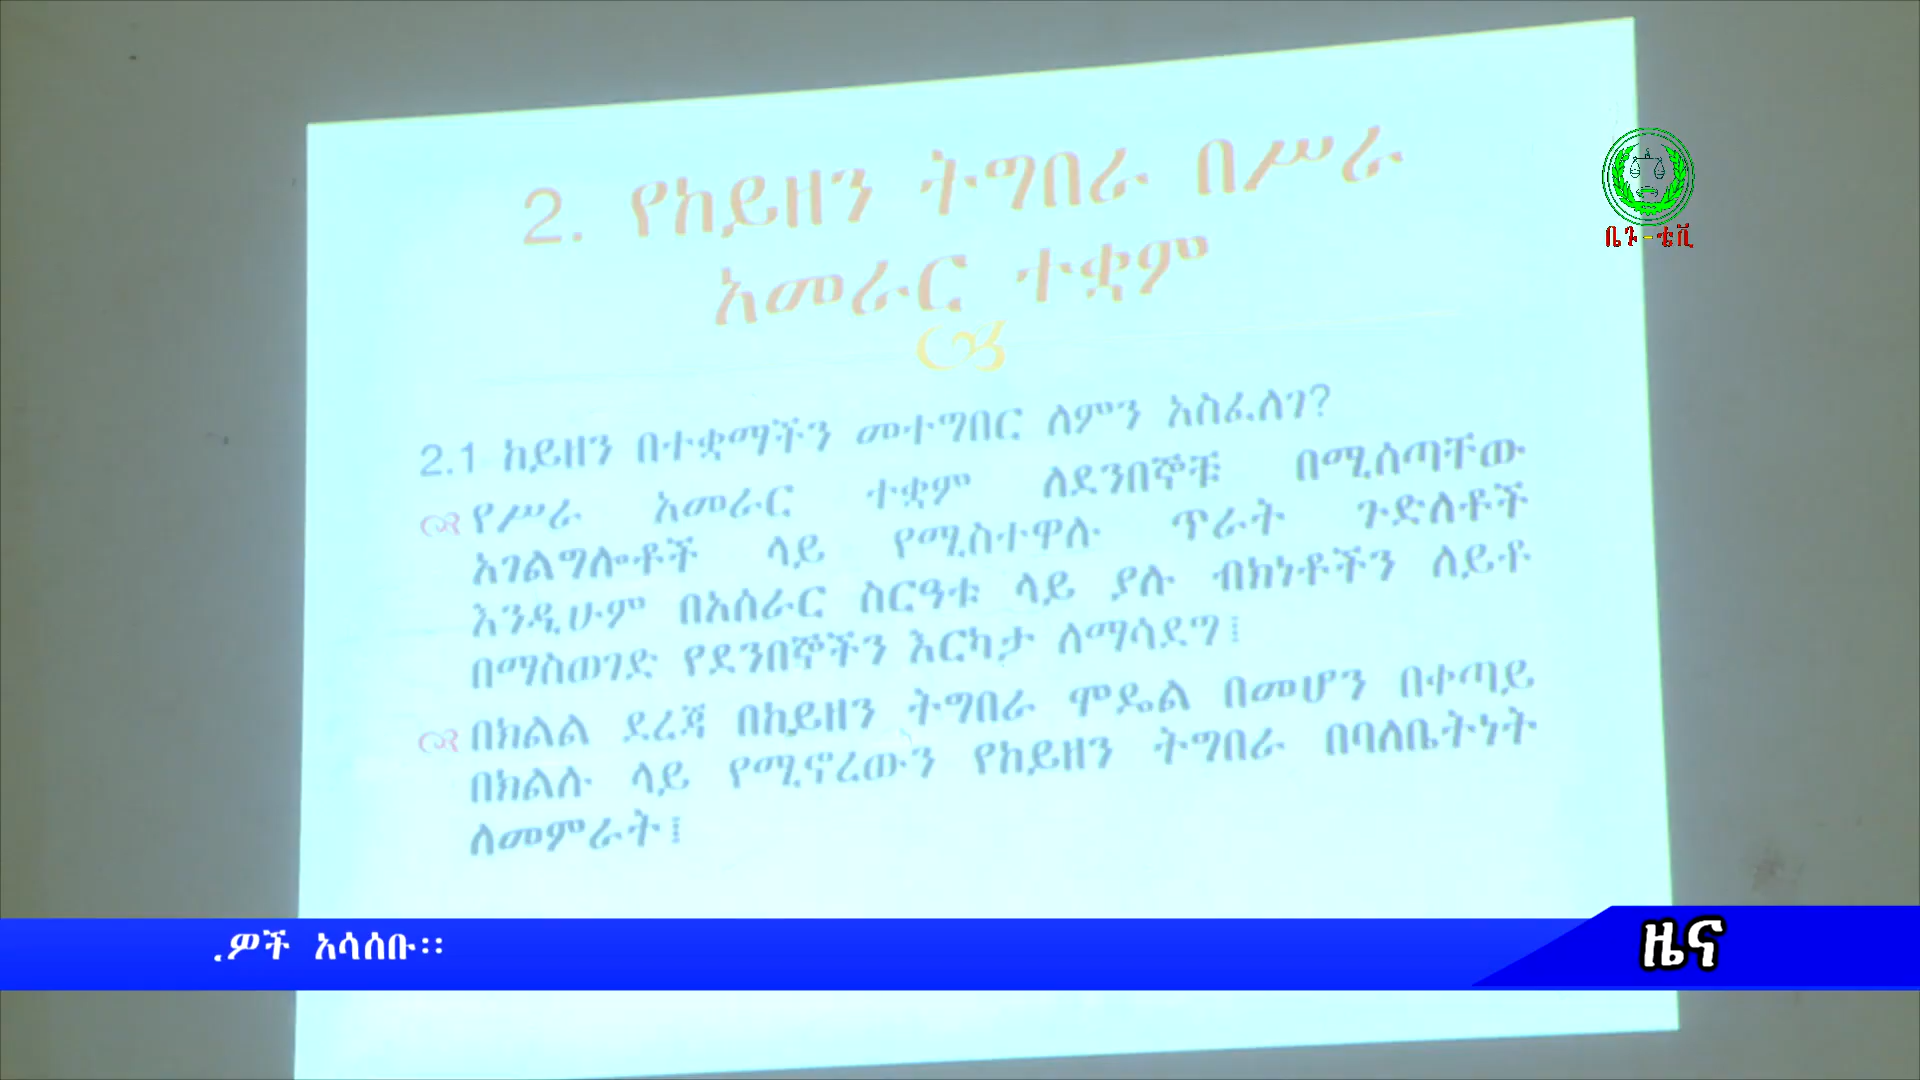 2. የከይዘን ትግበራ በሥራ
አመራር ተቋም
2.1 ከይዘን በተቋማችን መተግበር ለምን አስፈለገ?
የሥራ አመራር ተቋም ለደንበኞቹ በሚሰጣቸው
አገልግሎቶች ላይ የሚስተዋሉ ጥራት ጉድለቶች
እንዲሁም በአሰራር ስርዓቱ ላይ ያሉ ብክነቶችን ለይቶ
በማስወገድ የደንበኞችን እርካታ ለማሳደግ፤
በክልል ደረጃ በከይዘን ትግበራ ሞዴል በመሆን በቀጣይ
በክልሉ ላይ የሚኖረውን የከይዘን ትግበራ በባለቤትነት
ለመምራት፤
ቤጉ-ቴቪ
ዎች አሳሰቡ፡፡
ዜና